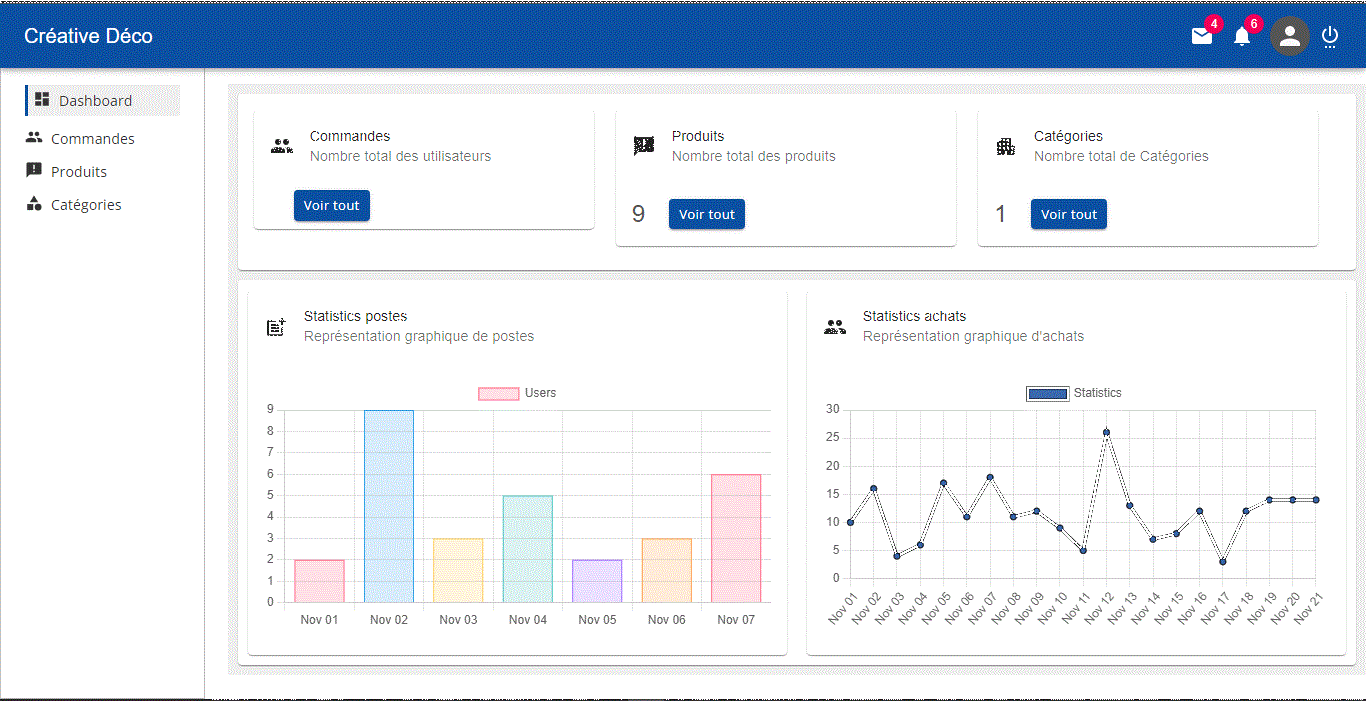 Créative Déco
4
6
Dashboard
Commandes
Produits
Catégories
Commandes
Nombre total des utilisateurs
Voir tout
Produits
Nombre total des produits
9
Voir tout
Catégories
Nombre total de Catégories
1
Voir tout
Statistics postes
Représentation graphique de postes
Users
9
8
7
6
5
4
3
2
1
0
Nov 01 Nov 02 Nov 03 Nov 04 Nov 05 Nov 06 Nov 07
Statistics achats
Représentation graphique d'achats
Statistics
30
25
20
15
10
5
0
Nov 01 Nov 02 Nov 03 Nov 04 Nov 05 Nov 06 Nov 07 Nov 08 Nov 09 Nov 10 Nov 11 Nov 12 Nov 13 Nov 14 Nov 15 Nov 16 Nov 17 Nov 18 Nov 19 Nov 20 Nov 21